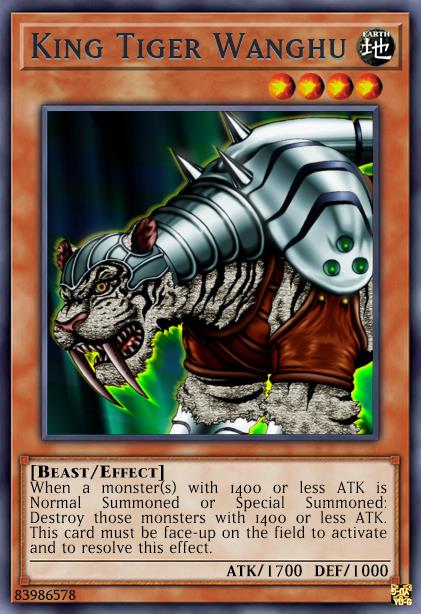 KING TIGER WANGHU
EARTH
地
[BEAST/EFFECT]
When a monster(s) with 1400 or less ATK is
Normal Summoned or Special Summoned:
Destroy those monsters with 1400 or less ATK.
This card must be face-up on the field to activate
and to resolve this effect.
ATK/1700 DEF/1000
83986578